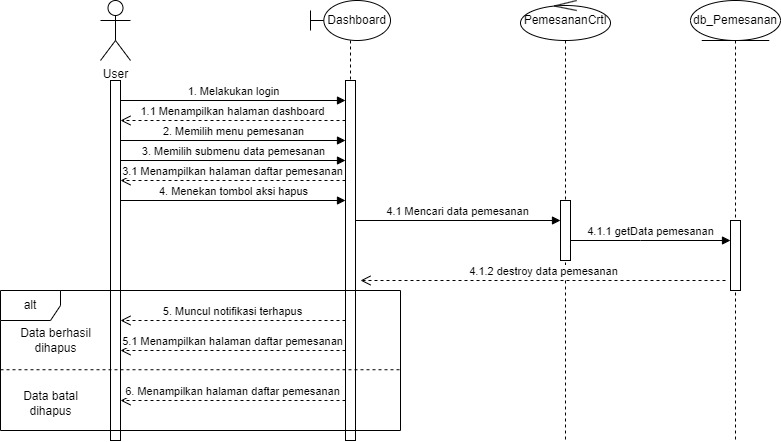 Dashboard
PemesananCrtl
db_Pemesanan
User
1. Melakukan login
1.1 Menampilkan halaman dashboard
2. Memilih menu pemesanan
3. Memilih submenu data pemesanan
3.1 Menampilkan halaman daftar pemesanan
4. Menekan tombol aksi hapus
4.1 Mencari data pemesanan
4.1.1 getData pemesanan
4.1.2 destroy data pemesanan
alt
5. Muncul notifikasi terhapus
Data berhasil
dihapus
5.1 Menampilkan halaman daftar pemesanan
6. Menampilkan halaman daftar pemesanan
Data batal
dihapus